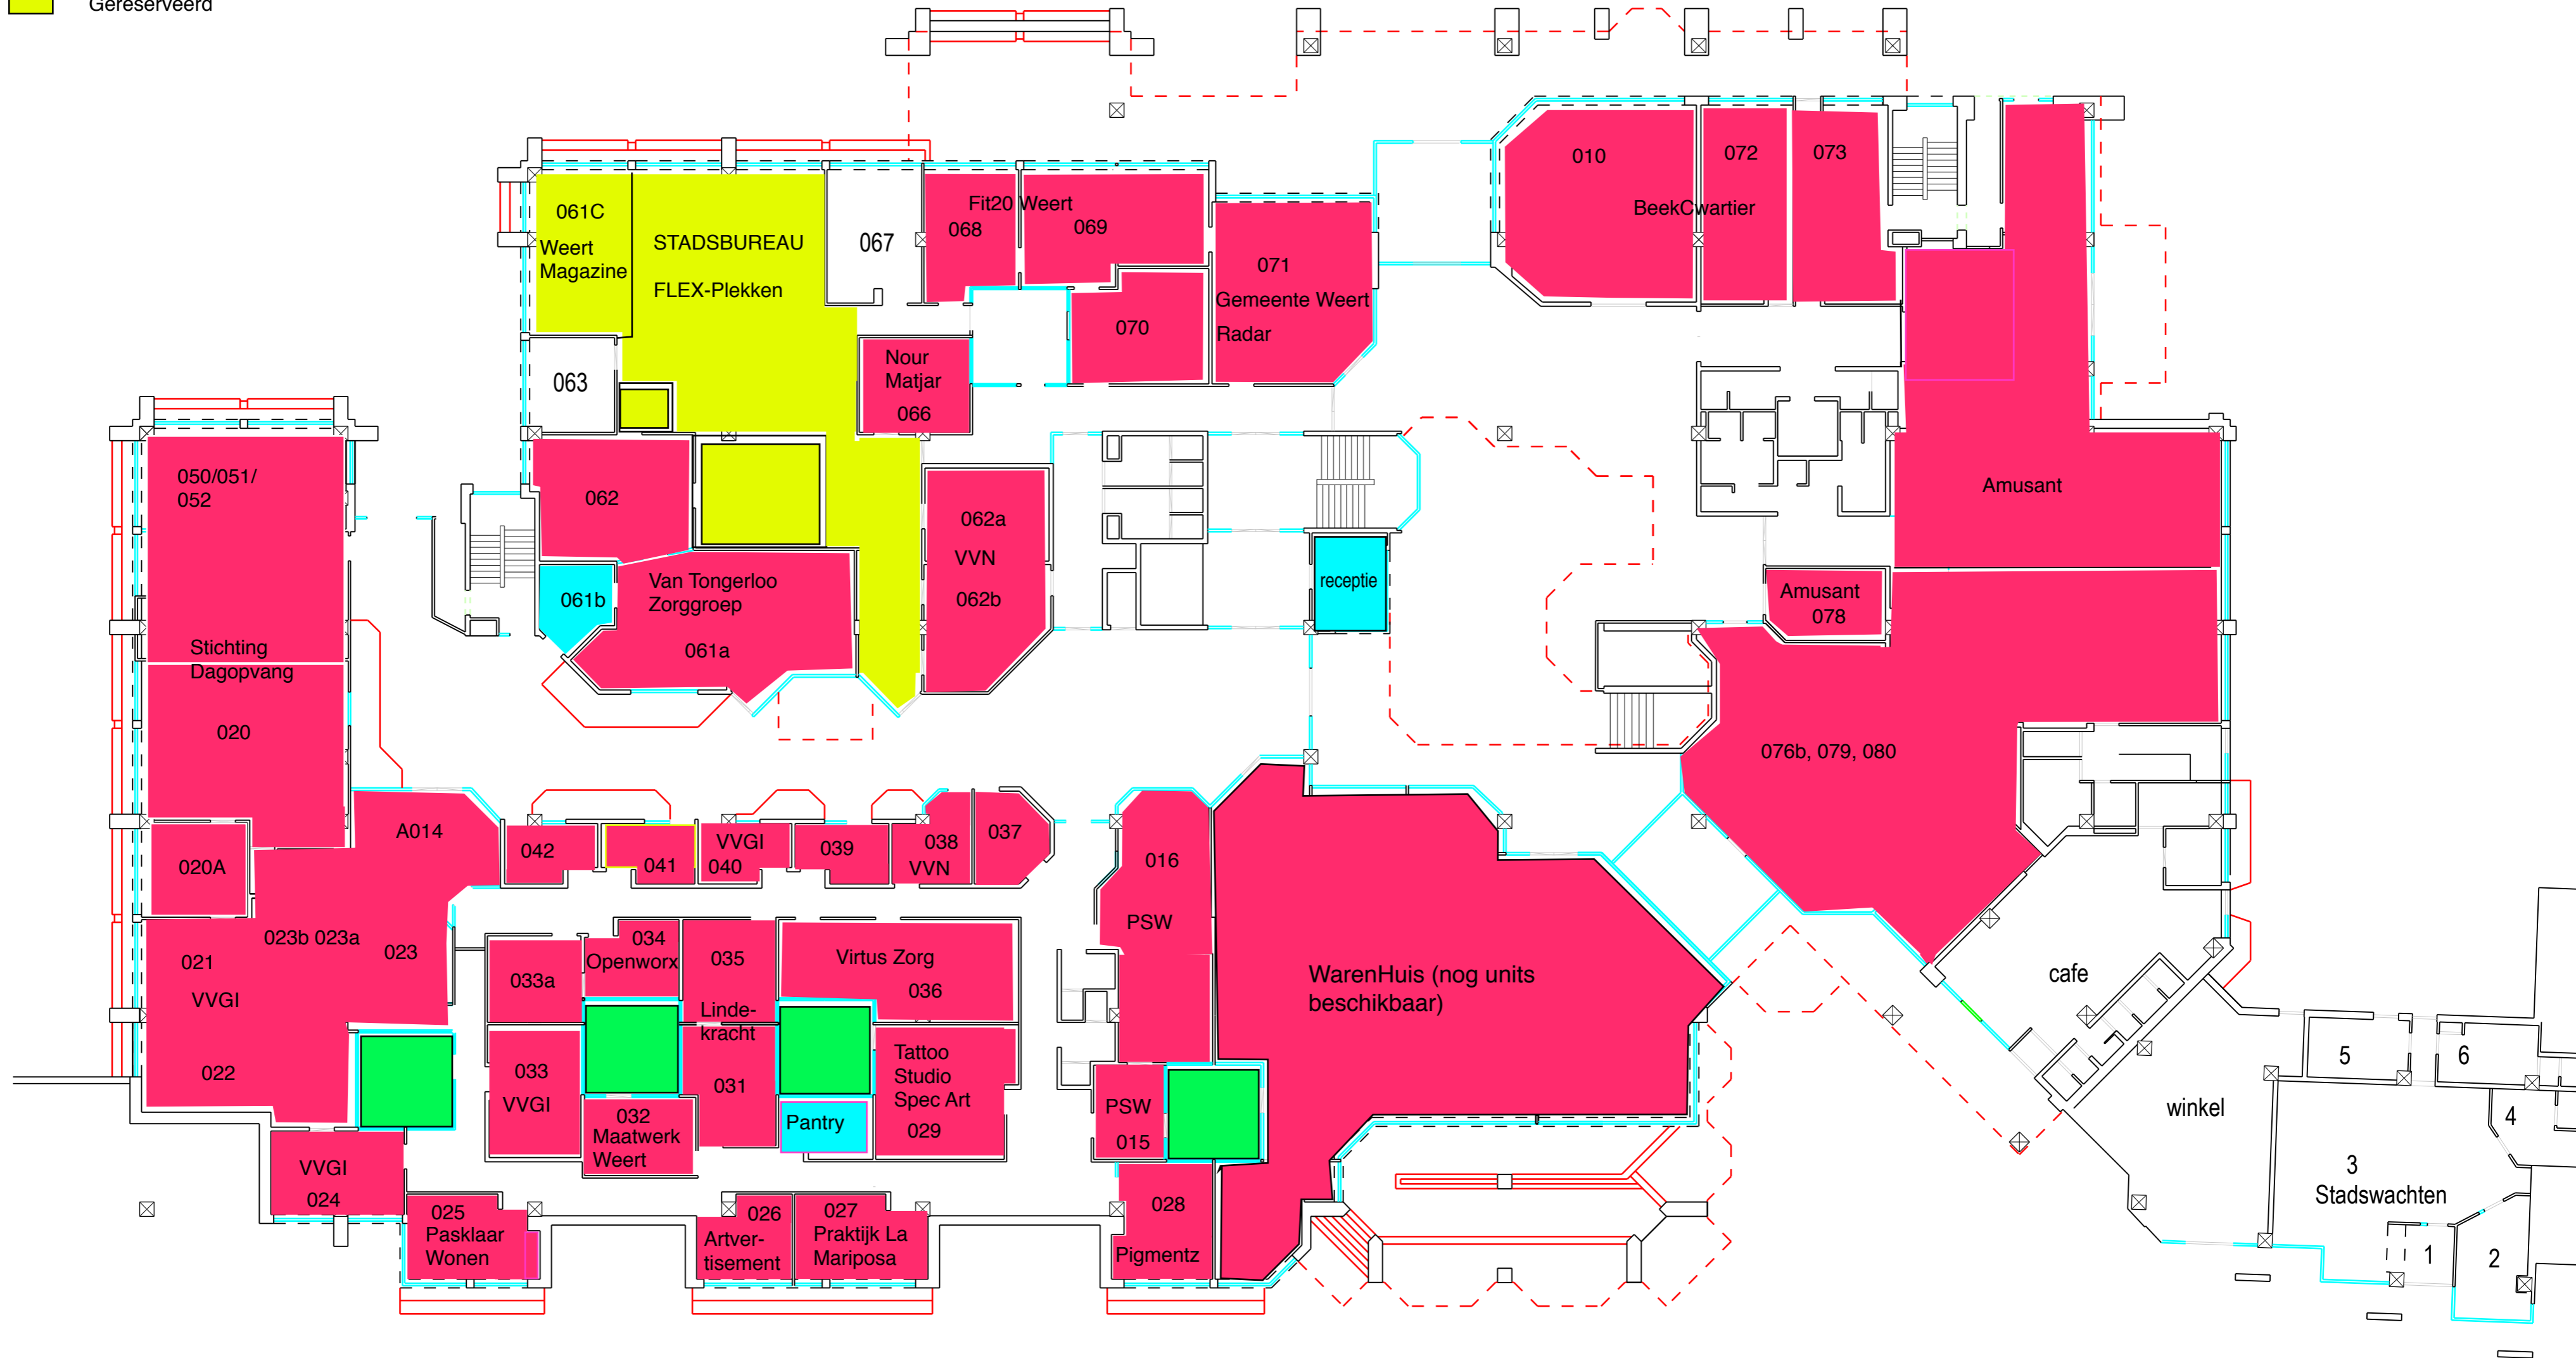 Gereserveerd
010
072
073
BeekCwartier
061C
Weert
Magazine
STADSBUREAU
FLEX-Plekken
067
Fit20 Weert
068
069
070
071
Gemeente Weert
Radar
063
Nour
Matjar
066
050/051/
052
062
062a
VVN
062b
Amusant
061b
Van Tongerloo
Zorggroep
061a
receptie
Amusant
078
Stichting
Dagopvang
020
076b, 079, 080
A014
042
041
VVGI
040
039
038
VVN
037
016
PSW
020A
023b 023a
023
021
VVGI
022
034
Openworx
035
Virtus Zorg
036
033a
Linde-
kracht
WarenHuis (nog units
beschikbaar)
cafe
033
VVGI
032
Maatwerk
Weert
031
Pantry
Tattoo
Studio
Spec Art
029
PSW
015
5
6
winkel
4
3
Stadswachten
1
2
VVGI
024
025
Pasklaar
Wonen
026
Artver-
tisement
027
Praktijk La
Mariposa
028
Pigmentz